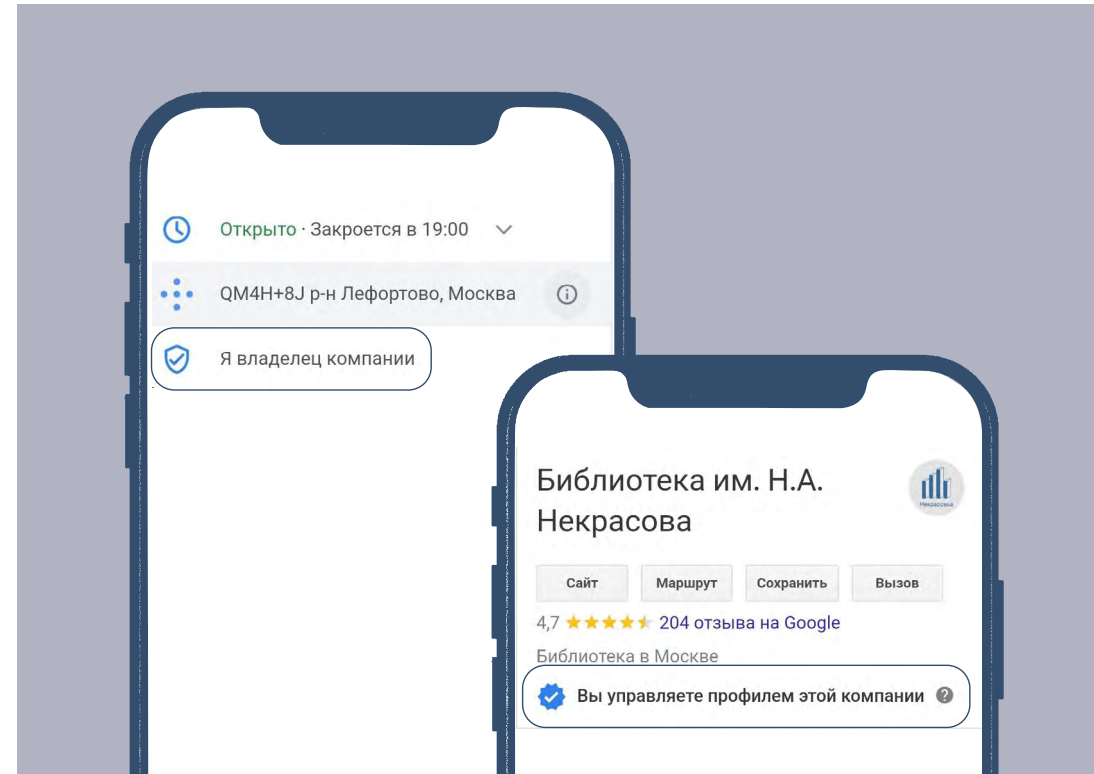 Открыто · Закроется в 19:00
QM4H+8J р-н Лефортово, Москва
Я владелец компании
Библиотека им. Н.А.
Некрасова
Некрасовка
Сайт
Маршрут
Сохранить
Вызов
4,7 204 отзыва на Google
Библиотека в Москве
Вы управляете профилем этой компании